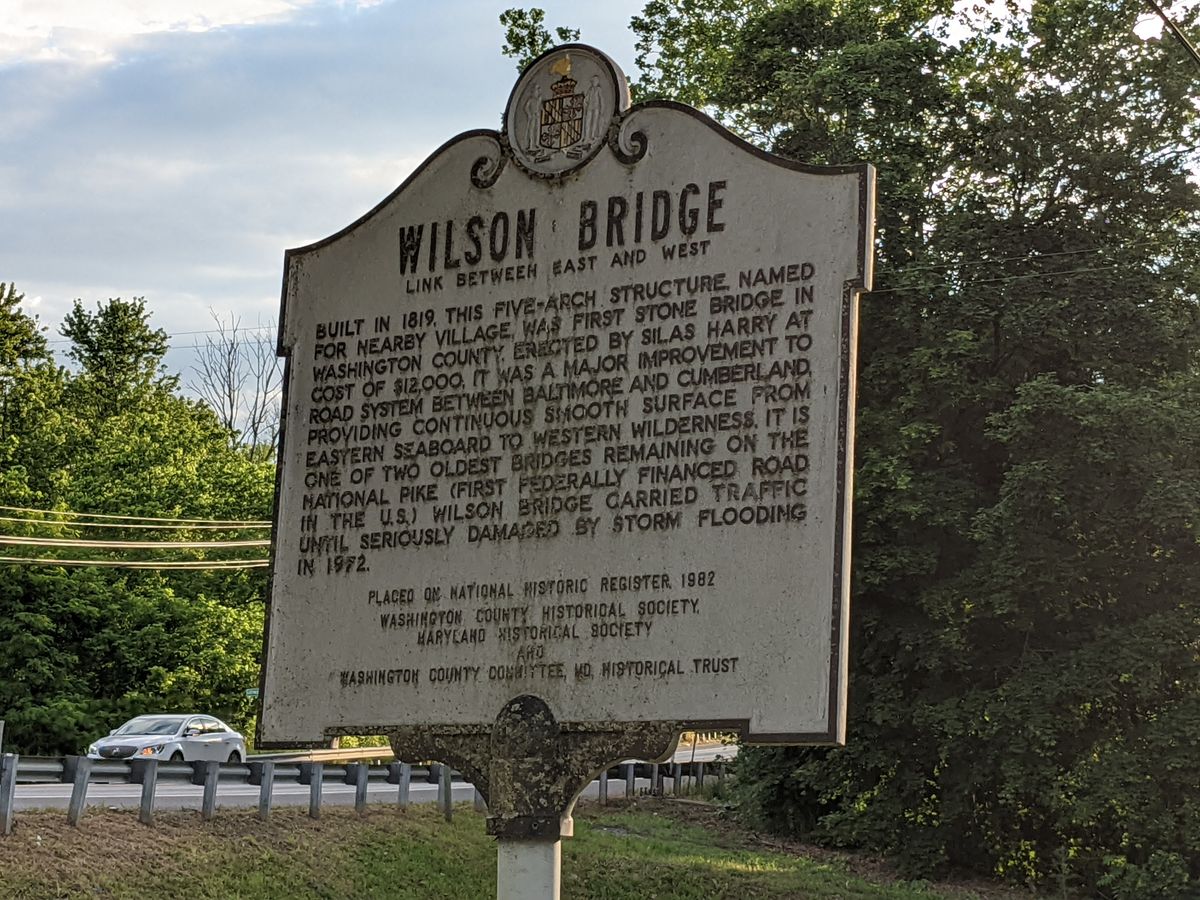 WILSON BRIDGE
LINK BETWEEN EAST AND WEST
BUILT IN 1819, THIS FIVE-ARCH STRUCTURE, NAMED
FOR NEARBY VILLAGE, WAS FIRST STONE BRIDGE IN
WASHINGTON COUNTY. ERECTED BY SILAS HARRY AT
COST OF $12,000, IT WAS A MAJOR IMPROVEMENT TO
ROAD SYSTEM BETWEEN BALTIMORE AND CUMBERLAND,
PROVIDING CONTINUOUS SMOOTH SURFACE FROM
EASTERN SEABOARD TO WESTERN WILDERNESS. IT IS
ONE OF TWO OLDEST BRIDGES REMAINING ON THE
NATIONAL PIKE (FIRST FEDERALLY FINANCED ROAD
IN THE U.S.) WILSON BRIDGE CARRIED TRAFFIC
UNTIL SERIOUSLY DAMAGED BY STORM FLOODING
IN 1972.
PLACED ON NATIONAL HISTORIC REGISTER, 1982
WASHINGTON COUNTY HISTORICAL SOCIETY,
MARYLAND HISTORICAL SOCIETY
AND
WASHINGTON COUNTY COMMITTEE, MD. HISTORICAL TRUST